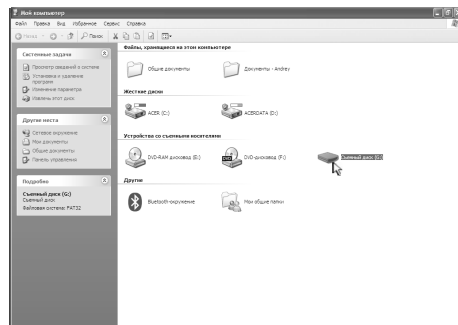 Мой компьютер
Файл Правка Вид Избранное Сервис Справка
Назад Поиск
Системные задачи
Просмотр сведений о системе
Установка и удаление программ
Изменение параметра
Извлечь этот диск
Другие места
Сетевое окружение
Мои документы
Общие документы
Панель управления
Подробно
Съемный диск (G:)
Съемный диск
Файловая система: FAT32
Файлы, хранящиеся на этом компьютере
Общие документы Документы - Andrey
Жесткие диски
ACER (C:) ACERDATA (D:)
Устройства со съемными носителями
DVD-RAM дисковод (E:) DVD-дисковод (F:) Съемный диск (G:)
Другие
Bluetooth-окружение Мои общие папки